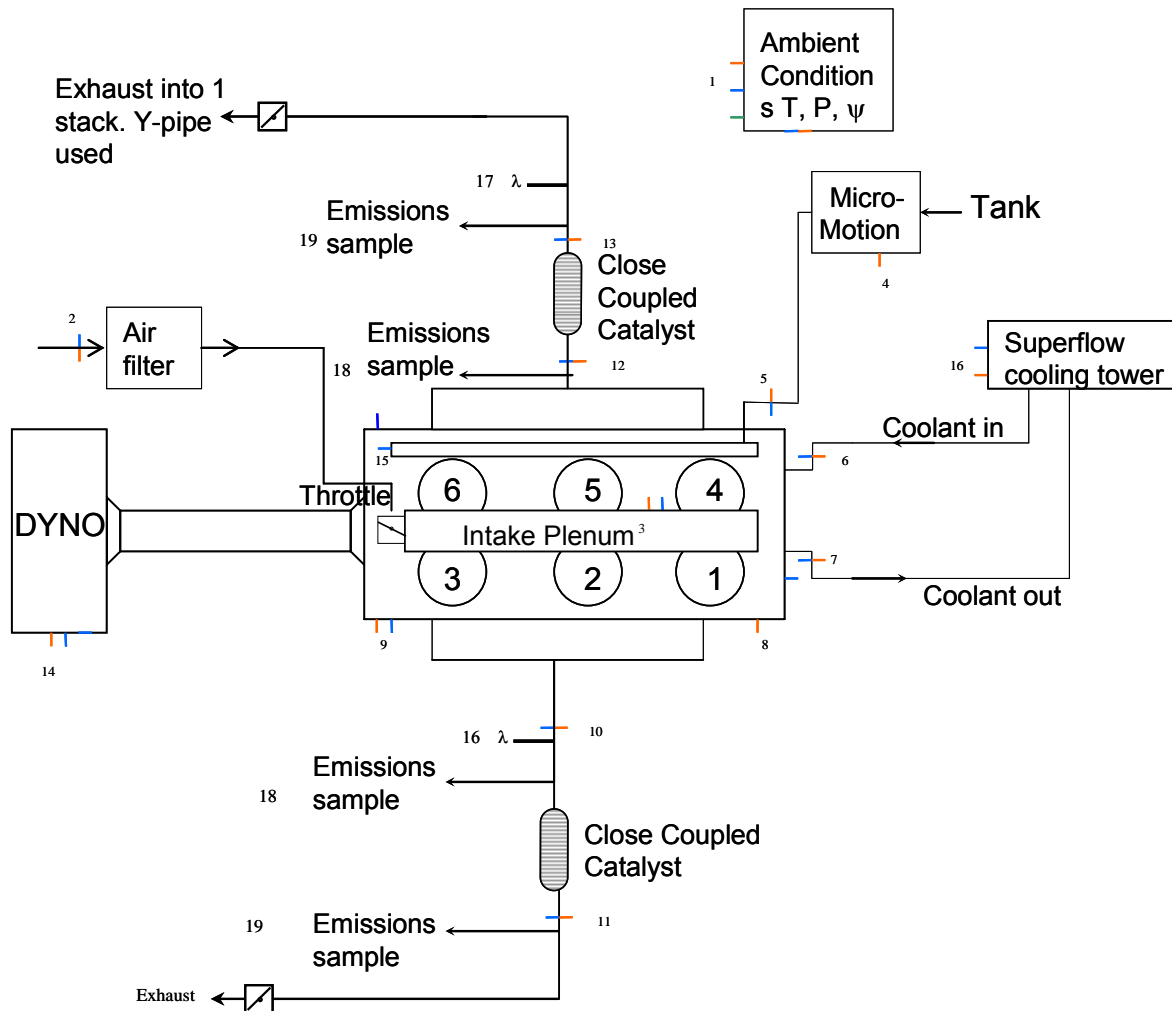 Ambient
Condition
s T, P, ψ
1
Exhaust into 1
stack. Y-pipe
used
17 λ
Emissions
sample
19
13
Close
Coupled
Catalyst
Micro-
Motion
Tank
4
2
Air
filter
Emissions
sample
18
12
5
Superflow
cooling tower
16
Coolant in
6
15
Throttle
DYNO
6
5
4
Intake Plenum 3
3
2
1
7
Coolant out
14
9
8
16 λ
10
Emissions
sample
18
Close Coupled
Catalyst
19
Emissions
sample
11
Exhaust